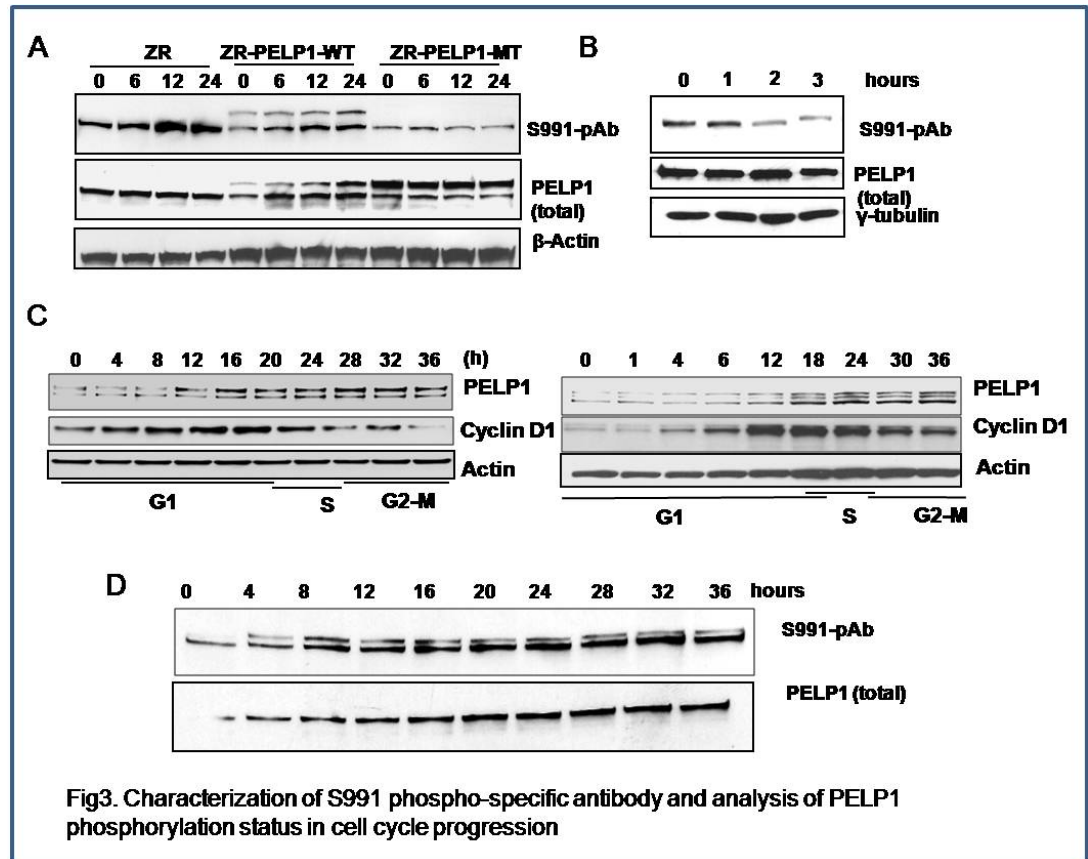 A
ZR ZR-PELP1-WT ZR-PELP1-MT
0 6 12 24 0 6 12 24 0 6 12 24
S991-pAb
PELP1
(total)
β-Actin
B
0 1 2 3 hours
S991-pAb
PELP1
(total)
γ-tubulin
C
0 4 8 12 16 20 24 28 32 36 (h)
PELP1
Cyclin D1
Actin
G1 S G2-M
0 1 4 6 12 18 24 30 36
PELP1
Cyclin D1
Actin
G1 S G2-M
D
0 4 8 12 16 20 24 28 32 36 hours
S991-pAb
PELP1 (total)
Fig3. Characterization of S991 phospho-specific antibody and analysis of PELP1
phosphorylation status in cell cycle progression